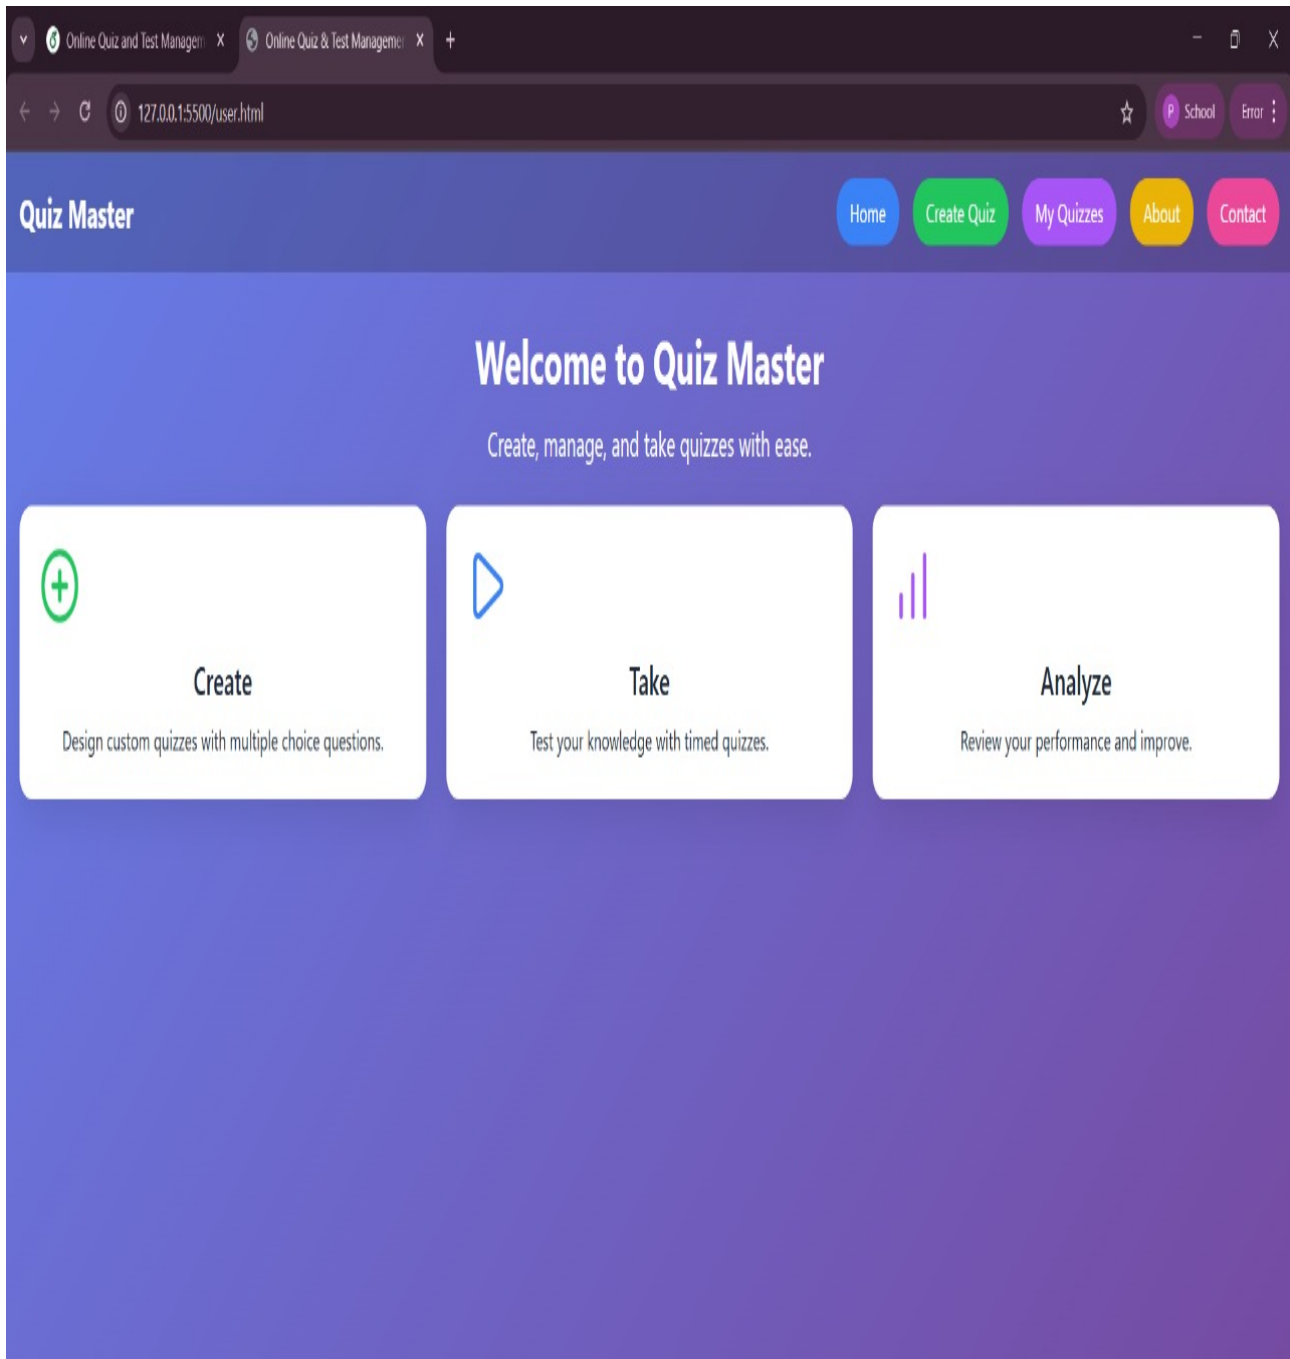 Online Quiz and Test Managem
Online Quiz & Test Managemer
127.0.0.1:5500/user.html
P School Error
Quiz Master
Home Create Quiz My Quizzes About Contact
Welcome to Quiz Master
Create, manage, and take quizzes with ease.
Create
Design custom quizzes with multiple choice questions.
Take
Test your knowledge with timed quizzes.
Analyze
Review your performance and improve.